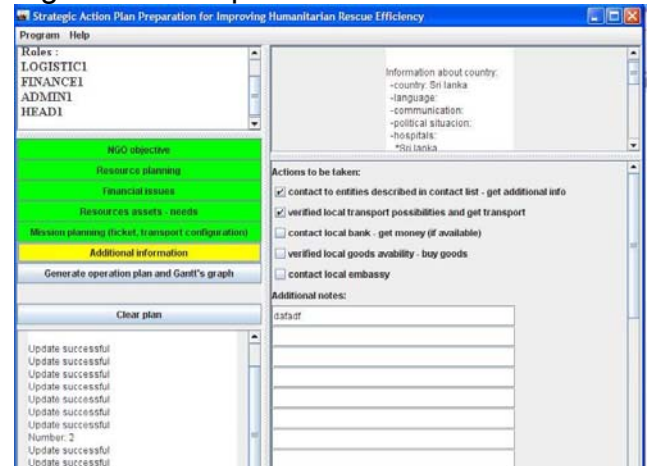 Strategic Action Plan Preparation for Improving Humanitarian Rescue Efficiency
Program Help
Roles :
LOGISTIC1
FINANCE1
ADMIN1
HEAD1
NGO objective
Resource planning
Financial issues
Resources assets - needs
Mission planning (ticket, transport configuration)
Additional information
Generate operation plan and Gantt's graph
Clear plan
Update successful
Update successful
Update successful
Update successful
Update successful
Update successful
Update successful
Number: 2
Update successful
Update successful
Information about country:
-country: Sri lanka
-language:
-communication:
-political situacion:
-hospitals:
*Sri lanka
Actions to be taken:
contact to entities described in contact list - get additional info
verified local transport possibilities and get transport
contact local bank - get money (if available)
verified local goods avability - buy goods
contact local embassy
Additional notes:
dafadf